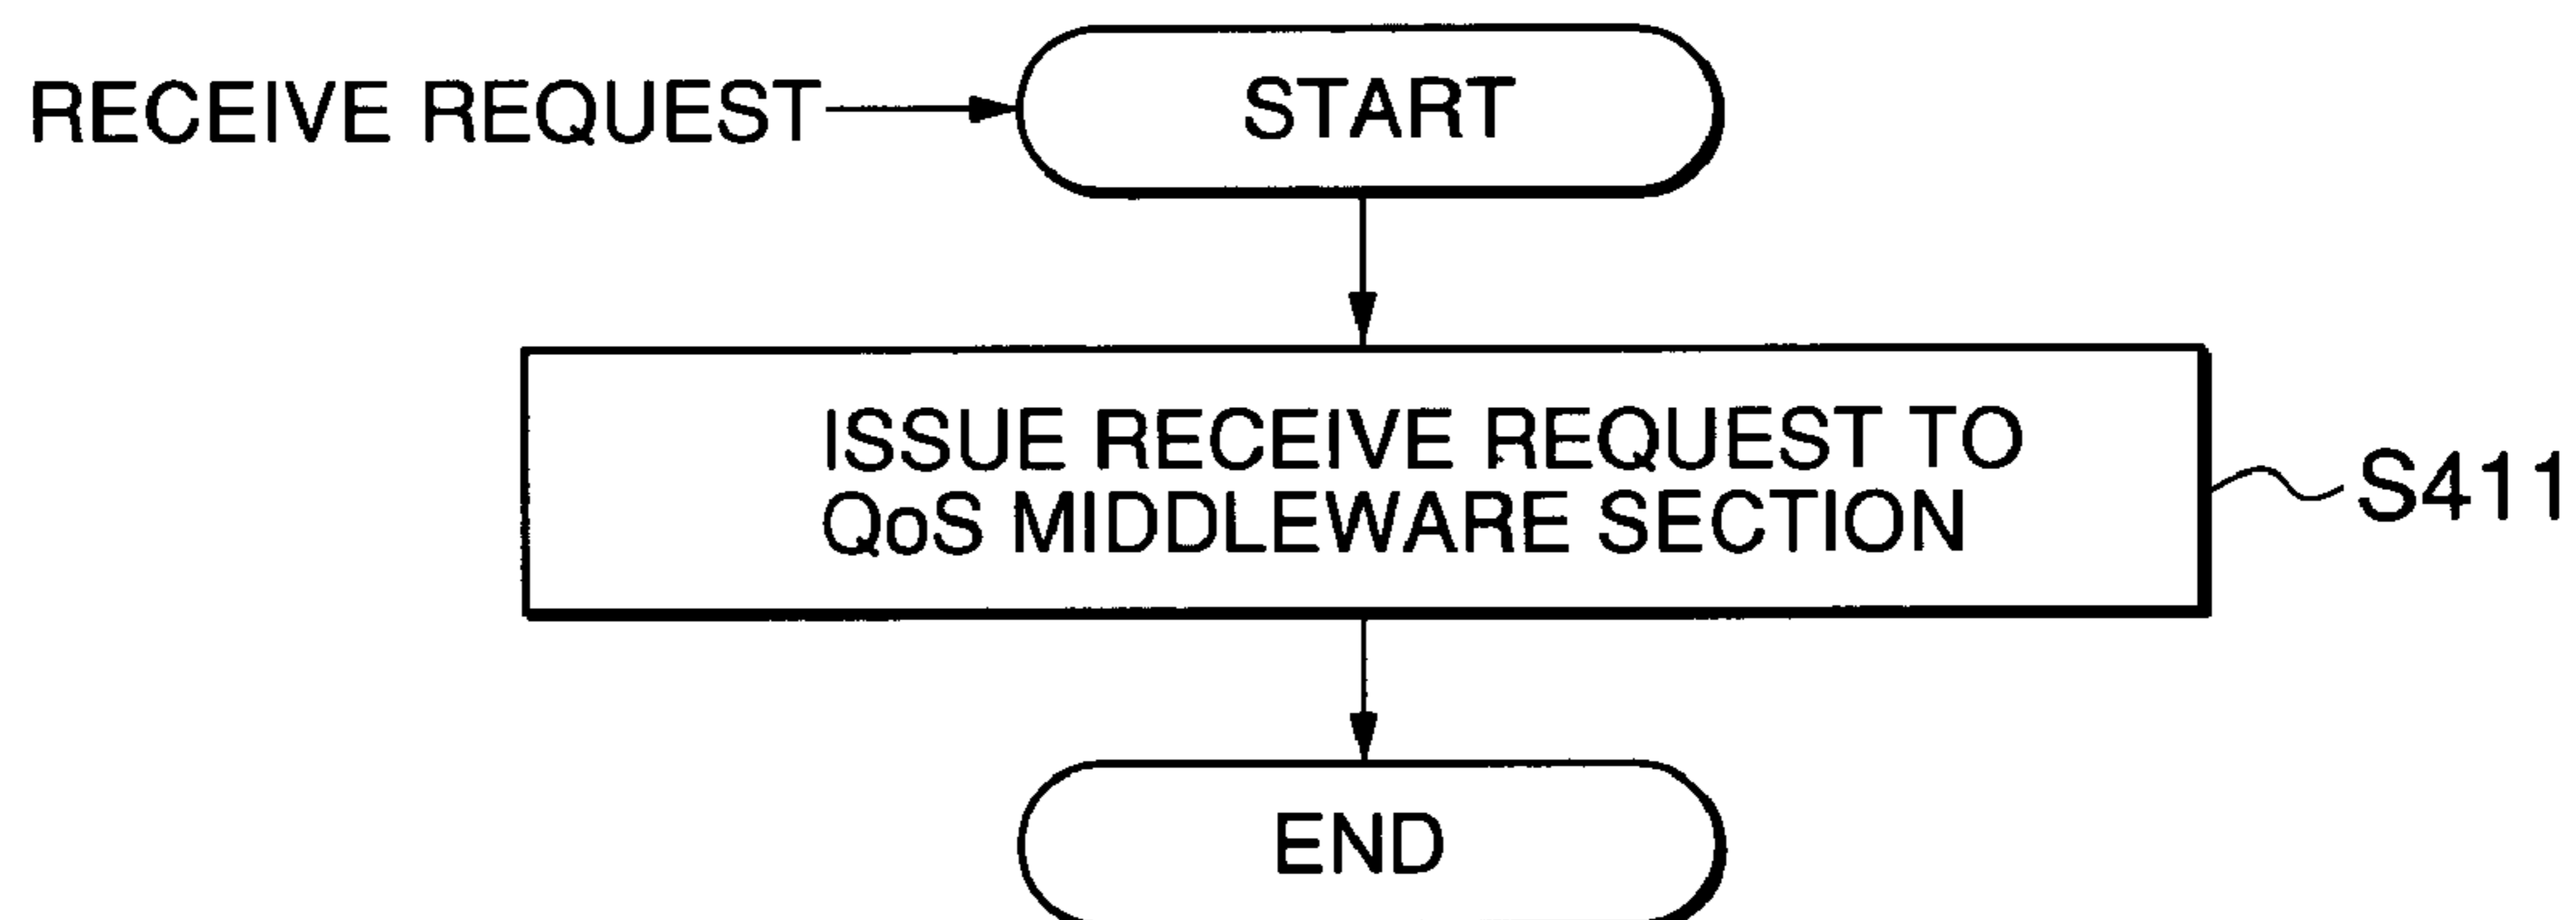 RECEIVE REQUEST
START
ISSUE RECEIVE REQUEST TO
QoS MIDDLEWARE SECTION
S411
END